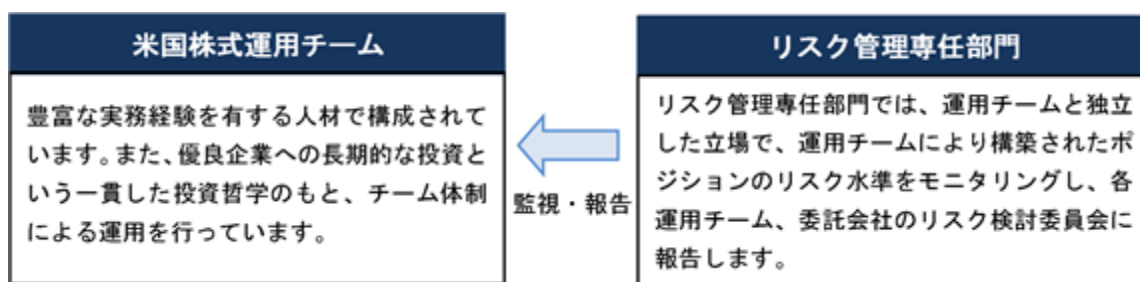 米国株式運用チーム
豊富な実務経験を有する人材で構成されて
います。また、優良企業への長期的な投資と
いう一貫した投資哲学のもと、チーム体制
による運用を行っています。
監視・報告
リスク管理専任部門
リスク管理専任部門では、運用チームと独立
した立場で、運用チームにより構築されたポ
ジションのリスク水準をモニタリングし、各
運用チーム、委託会社のリスク検討委員会に
報告します。